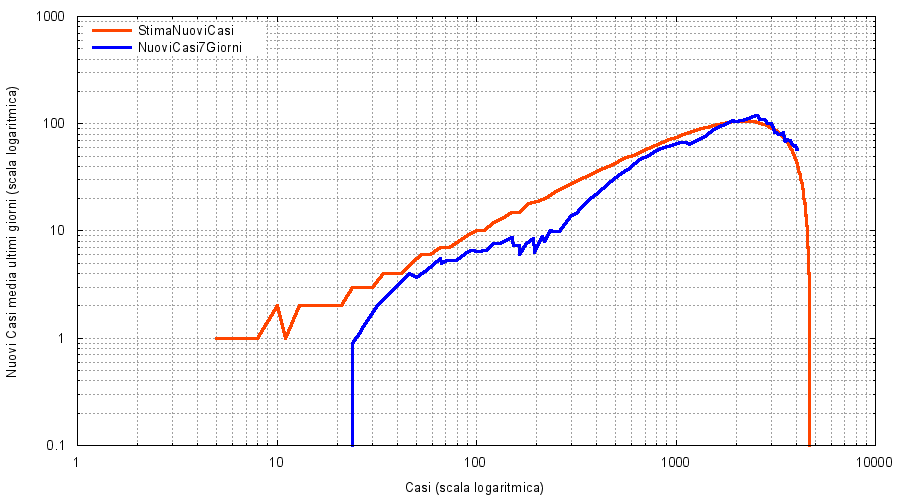 1000
StimaNuoviCasi
NuoviCasi7Giorni
100
10
1
0.1
Nuovi Casi media ultimi giorni (scala logaritmica)
1
10
100
1000
10000
Casi (scala logaritmica)